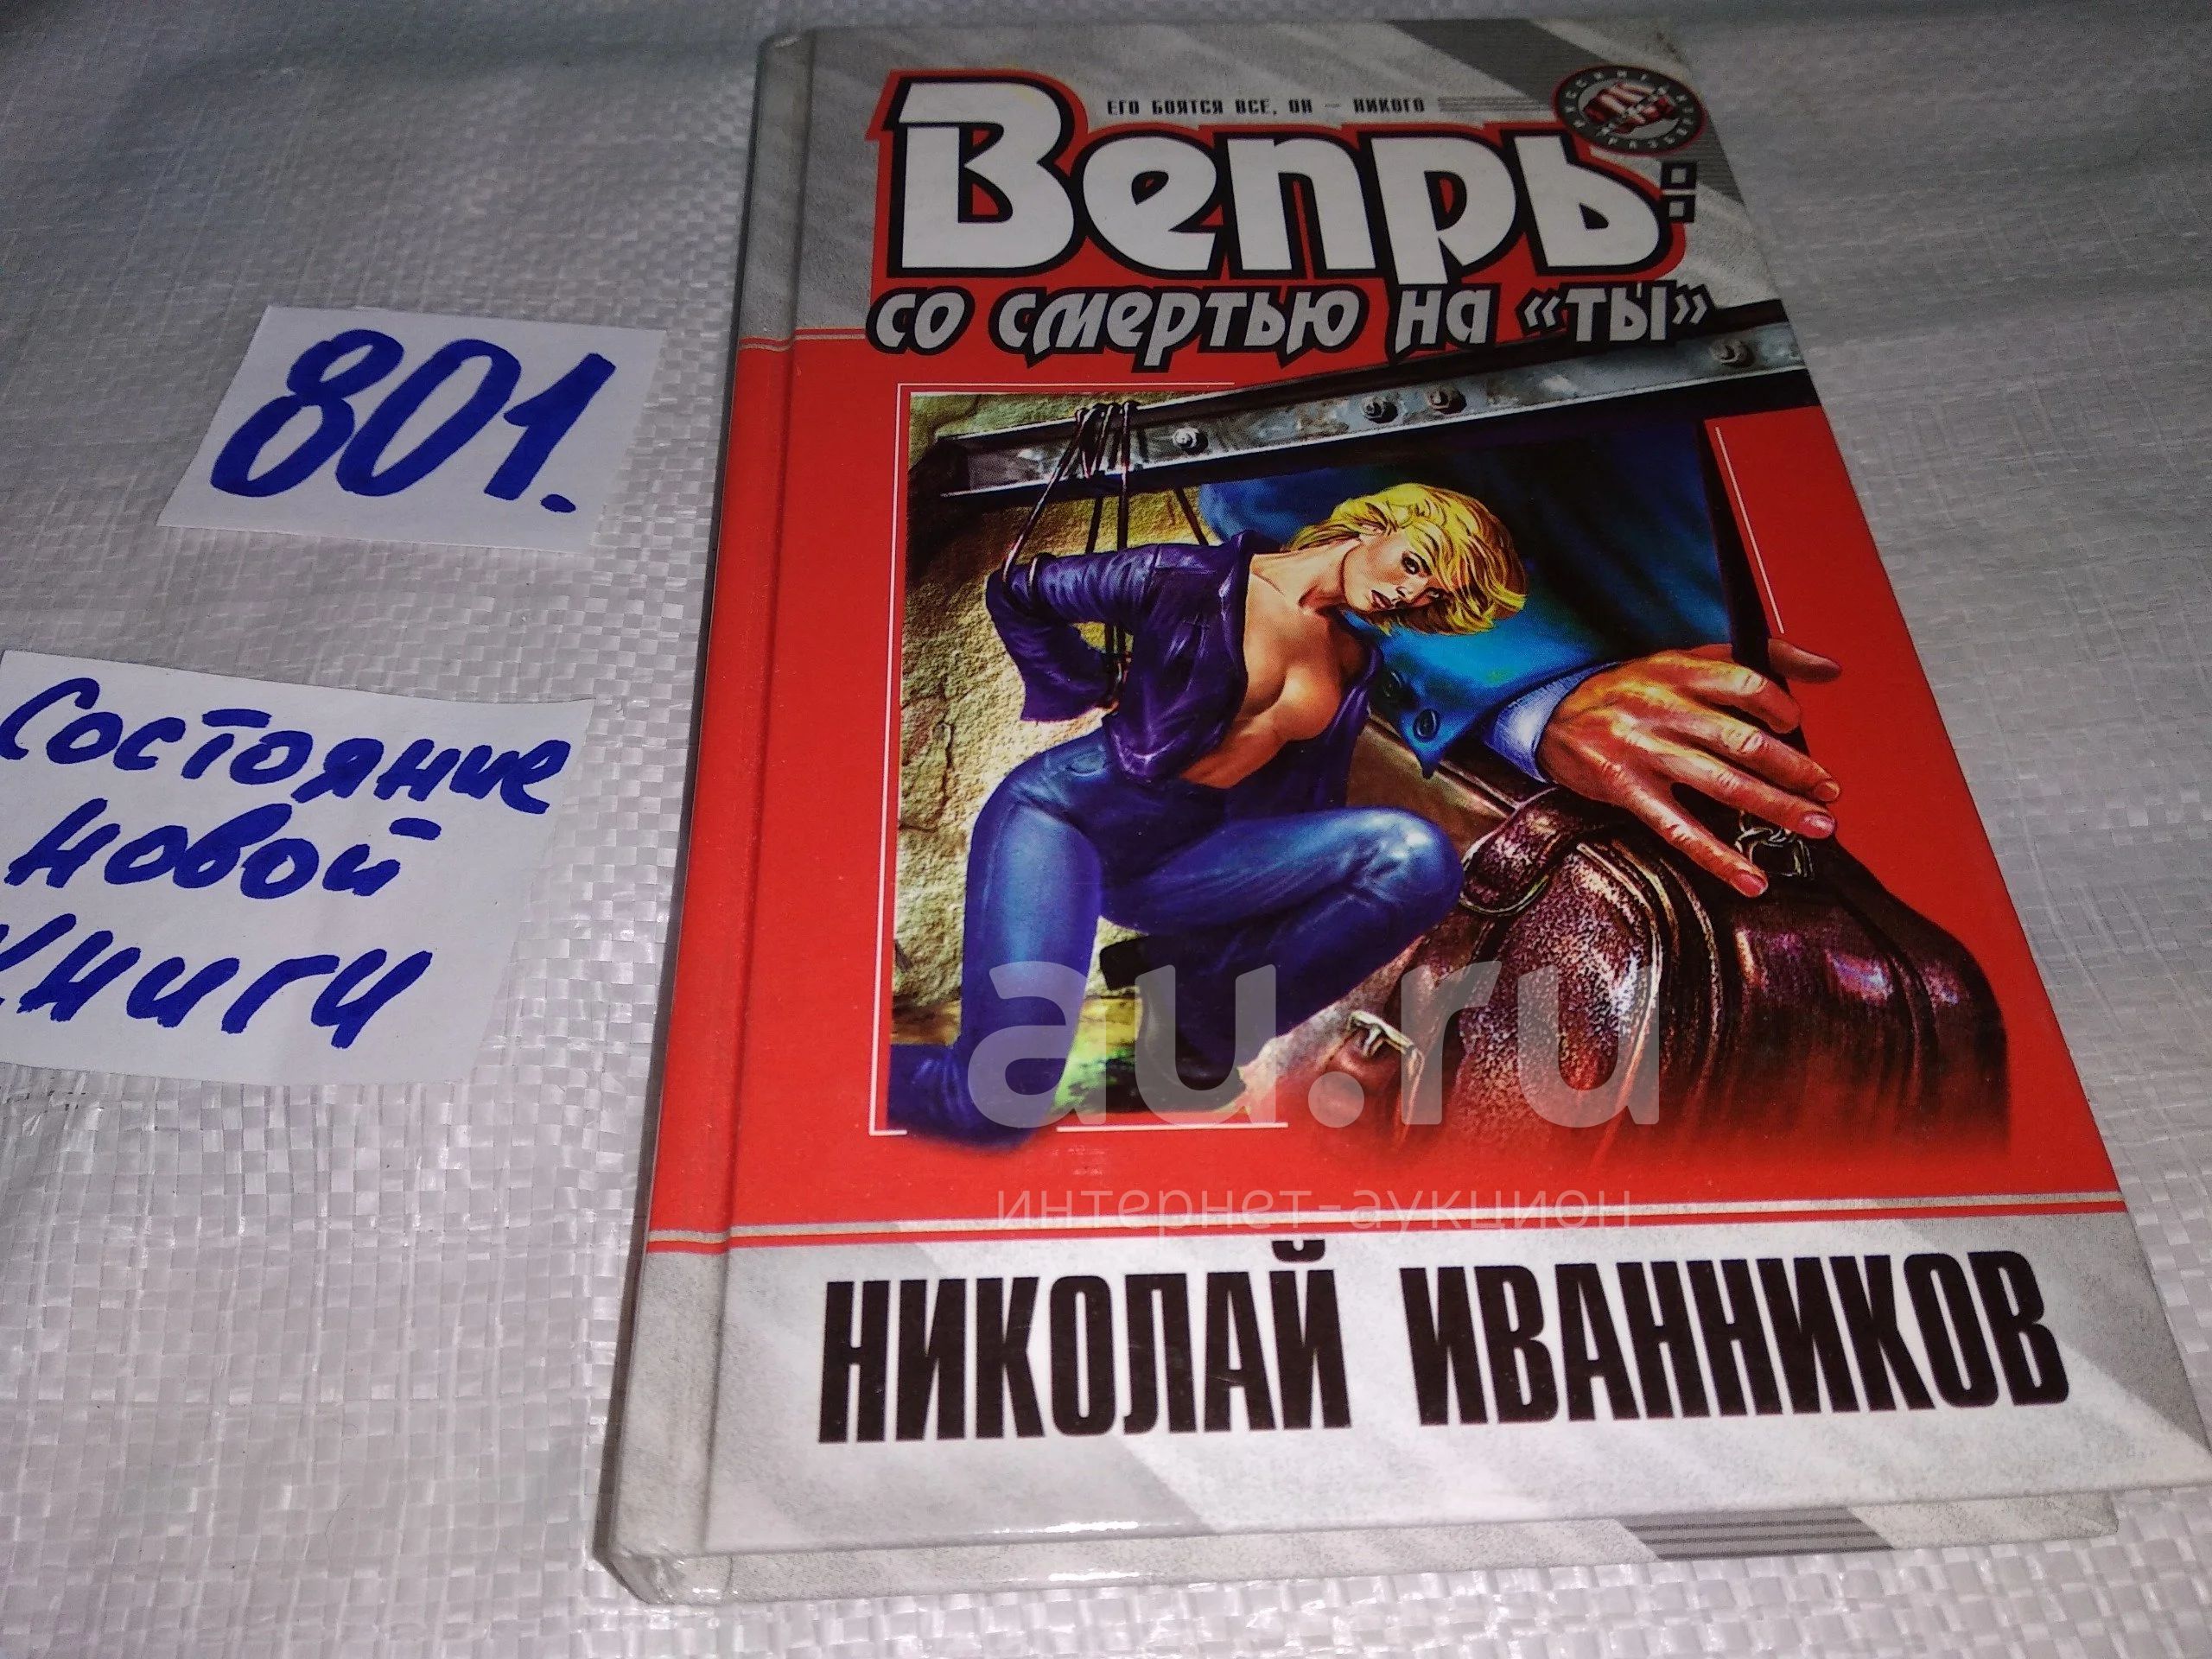 ЕГО БОЯТСЯ ВСЕ, ОН – НИКОГО
Вепрь:
со смертью на «ты»
801.
Состояние
новой
книги
au.ru
интернет-аукцион
НИКОЛАЙ ИВАННИКОВ